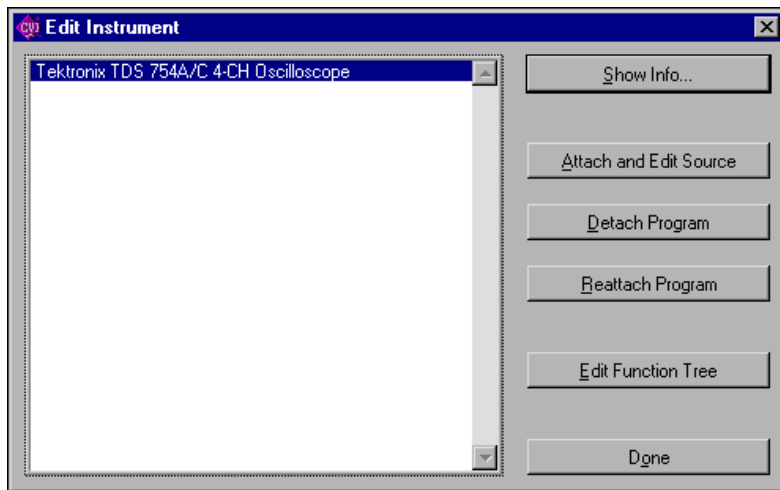 CVI Edit Instrument
Tektronix TDS 754A/C 4-CH Oscilloscope
Show Info...
Attach and Edit Source
Detach Program
Reattach Program
Edit Function Tree
Done